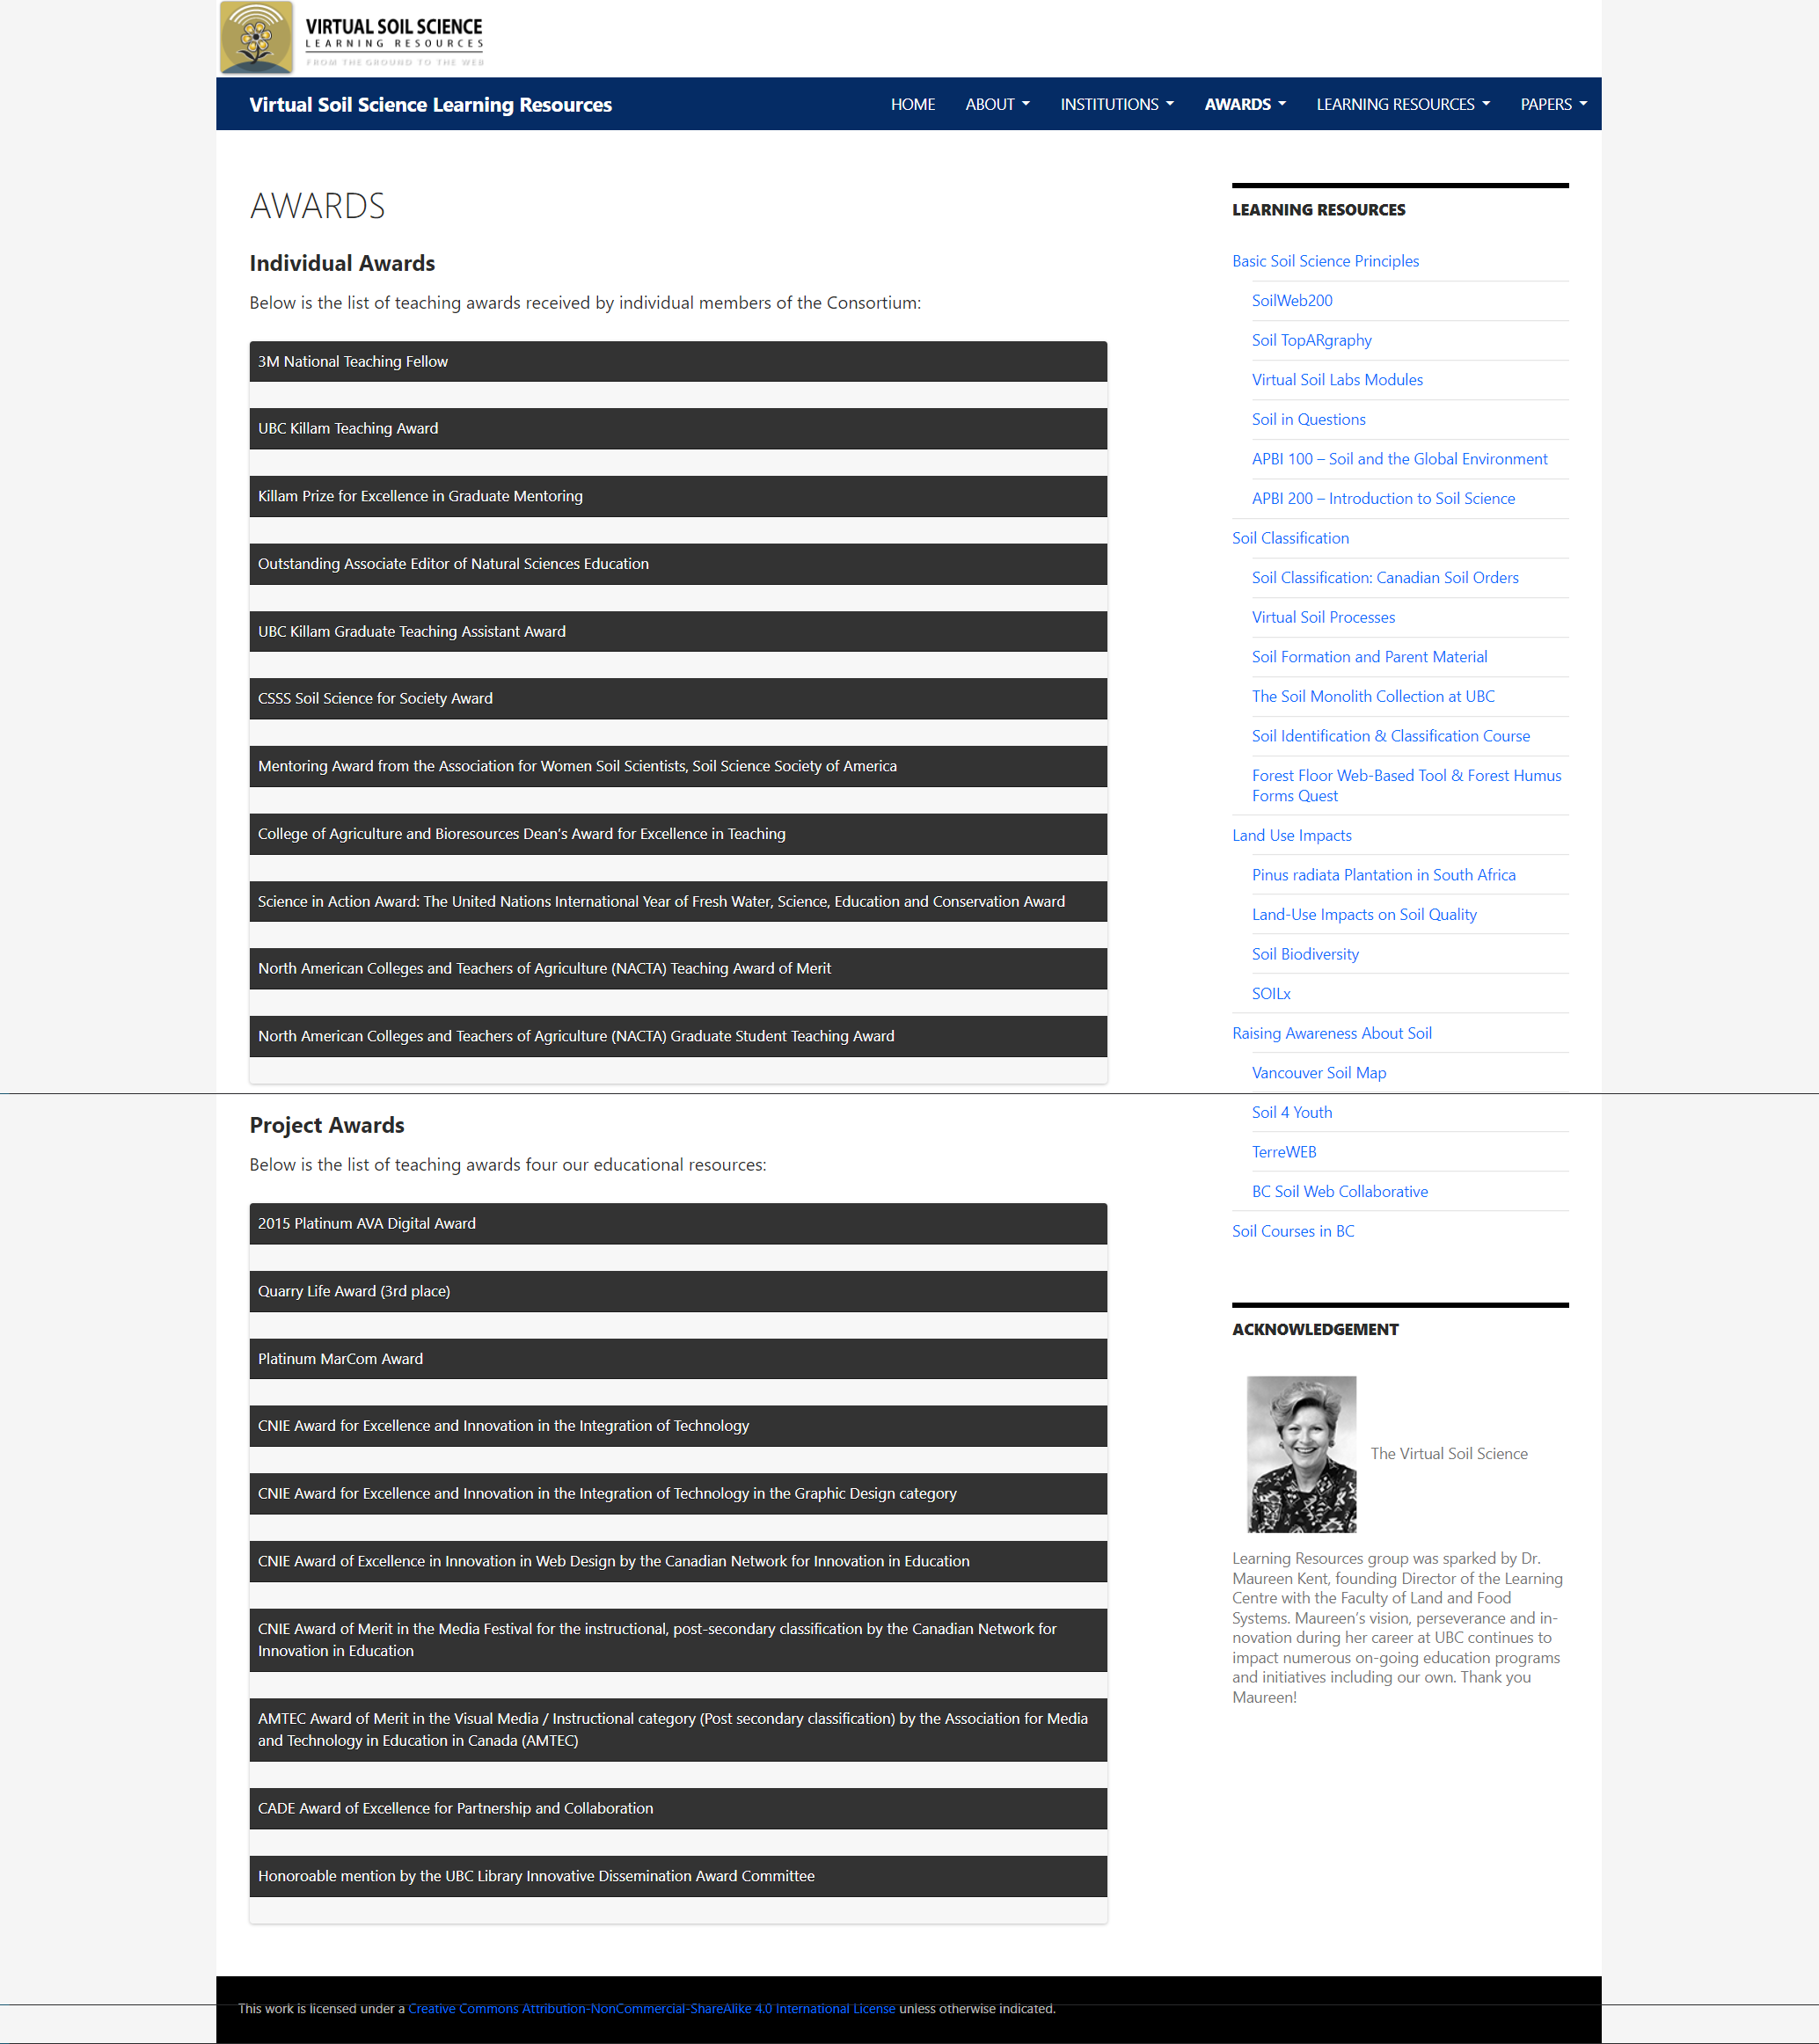 VIRTUAL SOIL SCIENCE
LEARNING RESOURCES
FROM THE GROUND TO THE WEB
Virtual Soil Science Learning Resources
HOME
ABOUT
INSTITUTIONS
AWARDS
LEARNING RESOURCES
PAPERS
AWARDS
Individual Awards
Below is the list of teaching awards received by individual members of the Consortium:
3M National Teaching Fellow
UBC Killam Teaching Award
Killam Prize for Excellence in Graduate Mentoring
Outstanding Associate Editor of Natural Sciences Education
UBC Killam Graduate Teaching Assistant Award
CSSS Soil Science for Society Award
Mentoring Award from the Association for Women Soil Scientists, Soil Science Society of America
College of Agriculture and Bioresources Dean’s Award for Excellence in Teaching
Science in Action Award: The United Nations International Year of Fresh Water, Science, Education and Conservation Award
North American Colleges and Teachers of Agriculture (NACTA) Teaching Award of Merit
North American Colleges and Teachers of Agriculture (NACTA) Graduate Student Teaching Award
Project Awards
Below is the list of teaching awards four our educational resources:
2015 Platinum AVA Digital Award
Quarry Life Award (3rd place)
Platinum MarCom Award
CNIE Award for Excellence and Innovation in the Integration of Technology
CNIE Award for Excellence and Innovation in the Integration of Technology in the Graphic Design category
CNIE Award of Excellence in Innovation in Web Design by the Canadian Network for Innovation in Education
CNIE Award of Merit in the Media Festival for the instructional, post-secondary classification by the Canadian Network for
Innovation in Education
AMTEC Award of Merit in the Visual Media / Instructional category (Post secondary classification) by the Association for Media
and Technology in Education in Canada (AMTEC)
CADE Award of Excellence for Partnership and Collaboration
Honoroable mention by the UBC Library Innovative Dissemination Award Committee
LEARNING RESOURCES
Basic Soil Science Principles
SoilWeb200
Soil TopARgraphy
Virtual Soil Labs Modules
Soil in Questions
APBI 100 – Soil and the Global Environment
APBI 200 – Introduction to Soil Science
Soil Classification
Soil Classification: Canadian Soil Orders
Virtual Soil Processes
Soil Formation and Parent Material
The Soil Monolith Collection at UBC
Soil Identification & Classification Course
Forest Floor Web-Based Tool & Forest Humus
Forms Quest
Land Use Impacts
Pinus radiata Plantation in South Africa
Land-Use Impacts on Soil Quality
Soil Biodiversity
SOILx
Raising Awareness About Soil
Vancouver Soil Map
Soil 4 Youth
TerreWEB
BC Soil Web Collaborative
Soil Courses in BC
ACKNOWLEDGEMENT
The Virtual Soil Science
Learning Resources group was sparked by Dr.
Maureen Kent, founding Director of the Learning
Centre with the Faculty of Land and Food
Systems. Maureen’s vision, perseverance and in-
novation during her career at UBC continues to
impact numerous on-going education programs
and initiatives including our own. Thank you
Maureen!
This work is licensed under a Creative Commons Attribution-NonCommercial-ShareAlike 4.0 International License unless otherwise indicated.